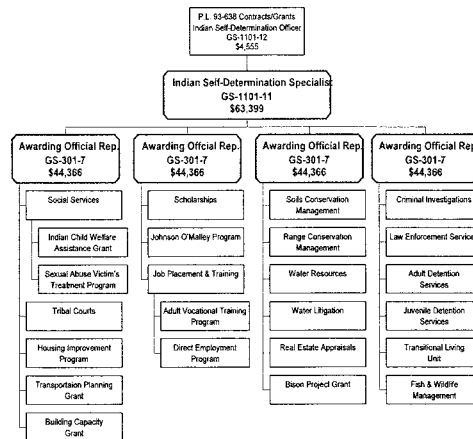 P.L. 93-638 Contracts/Grants
Indian Self-Determination Officer
GS-1101-12
$4,555
Indian Self-Determination Specialist
GS-1101-11
$63,399
Awarding Official Rep.
GS-301-7
$44,366
Social Services
Indian Child Welfare
Assistance Grant
Sexual Abuse Victim's
Treatment Program
Tribal Courts
Housing Improvement
Program
Transportaion Planning
Grant
Building Capacity
Grant
Awarding Official Rep.
GS-301-7
$44,366
Scholarships
Johnson O'Malley Program
Job Placement & Training
Adult Vocational Training
Program
Direct Employment
Program
Awarding Official Rep.
GS-301-7
$44,366
Soils Conservation
Management
Range Conservation
Management
Water Resources
Water Litigation
Real Estate Appraisals
Bison Project Grant
Awarding Official Rep.
GS-301-7
$44,366
Criminal Investigations
Law Enforcement Services
Adult Detention
Services
Juvenile Detention
Services
Transitional Living
Unit
Fish & Wildlife
Management